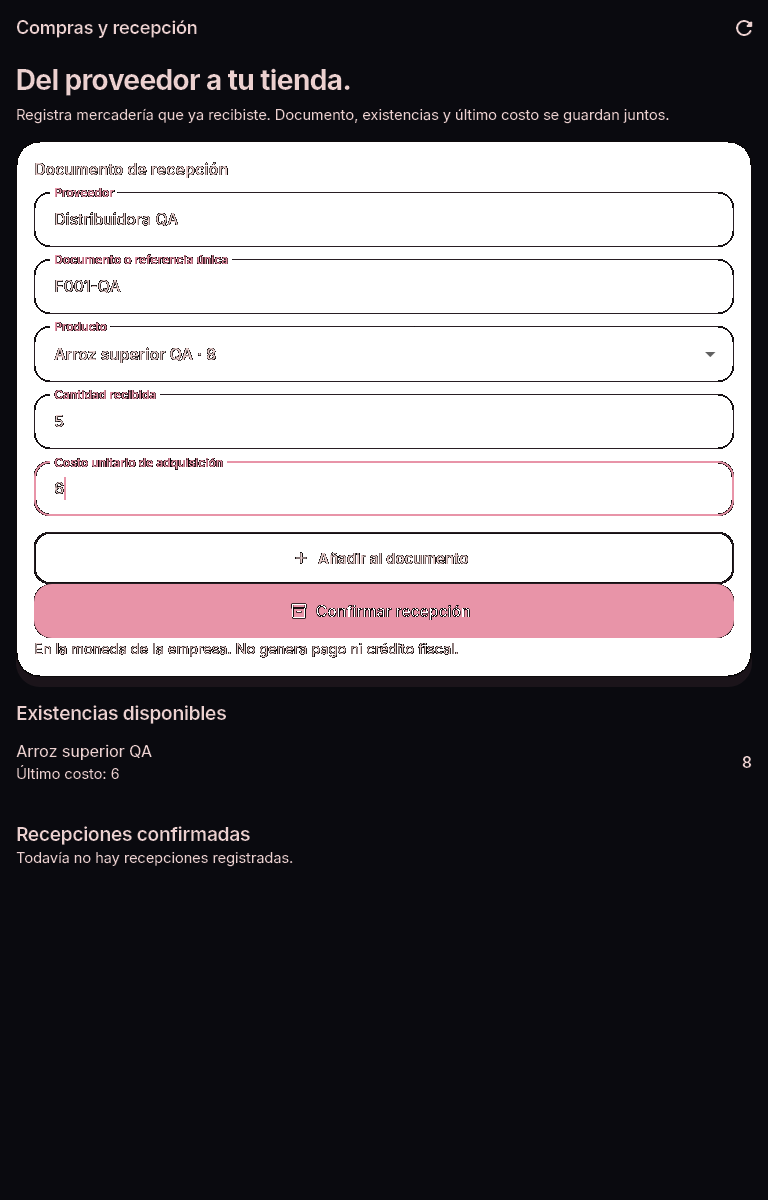 Compras y recepción
Del proveedor a tu tienda.
Registra mercadería que ya recibiste. Documento, existencias y último costo se guardan juntos.
Documento de recepción
Proveedor
Distribuidora QA
Documento o referencia única
F001-QA
Producto
Arroz superior QA · 8
Cantidad recibida
5
Costo unitario de adquisición
+ Añadir al documento
Confirmar recepción
En la moneda de la empresa. No genera pago ni crédito fiscal.
Existencias disponibles
Arroz superior QA
Último costo: 6
8
Recepciones confirmadas
Todavía no hay recepciones registradas.